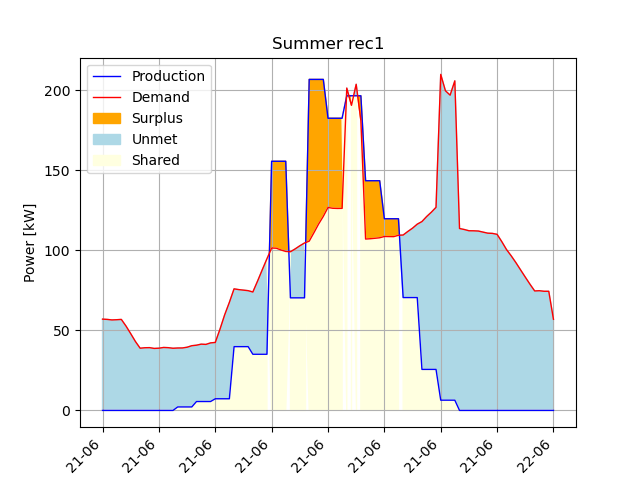 Summer rec1
Production
Demand
Surplus
Unmet
Shared
Power [kW]
200
150
100
50
0
21-06
21-06
21-06
21-06
21-06
21-06
21-06
21-06
22-06